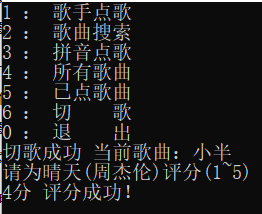 1 : 歌手点歌
2 : 歌曲搜索
3 : 拼音点歌
4 : 所有歌曲
5 : 已点歌曲
6 : 切　　歌
0 : 退　　出
切歌成功 当前歌曲: 小半
请为晴天(周杰伦)评分(1~5)
4分 评分成功!